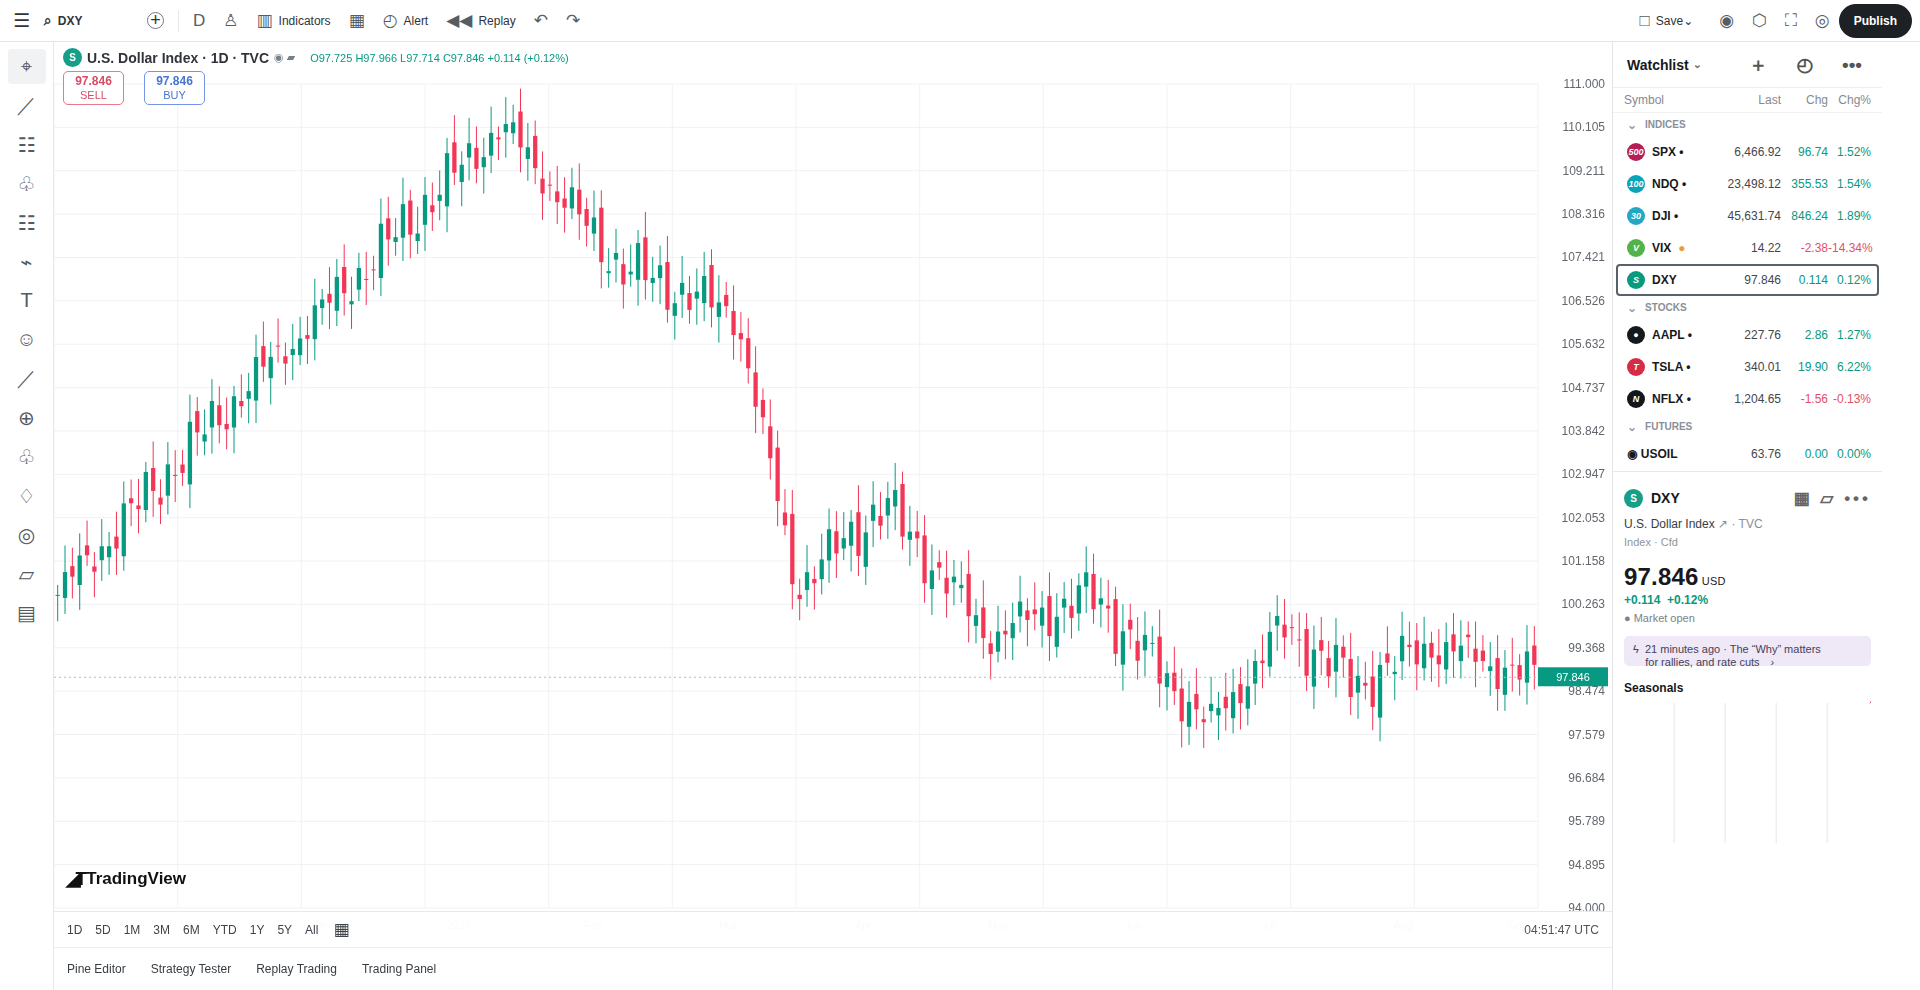 DXY
D
Indicators
Alert
Replay
Save
Publish
S U.S. Dollar Index · 1D · TVC
O97.725 H97.966 L97.714 C97.846 +0.114 (+0.12%)
97.846
SELL
97.846
BUY
111.000
110.105
109.211
108.316
107.421
106.526
105.632
104.737
103.842
102.947
102.053
101.158
100.263
99.368
97.846
98.474
97.579
96.684
95.789
94.895
94.000
TradingView
1D 5D 1M 3M 6M YTD 1Y 5Y All
04:51:47 UTC
Pine Editor Strategy Tester Replay Trading Trading Panel
Watchlist
Symbol Last Chg Chg%
INDICES
500 SPX • 6,466.92 96.74 1.52%
100 NDQ • 23,498.12 355.53 1.54%
30 DJI • 45,631.74 846.24 1.89%
V VIX • 14.22 -2.38 -14.34%
S DXY 97.846 0.114 0.12%
STOCKS
AAPL • 227.76 2.86 1.27%
T TSLA • 340.01 19.90 6.22%
N NFLX • 1,204.65 -1.56 -0.13%
FUTURES
USOIL 63.76 0.00 0.00%
S DXY
U.S. Dollar Index ↗ · TVC
Index · Cfd
97.846 USD
+0.114 +0.12%
● Market open
21 minutes ago · The “Why” matters
for rallies, and rate cuts ›
Seasonals